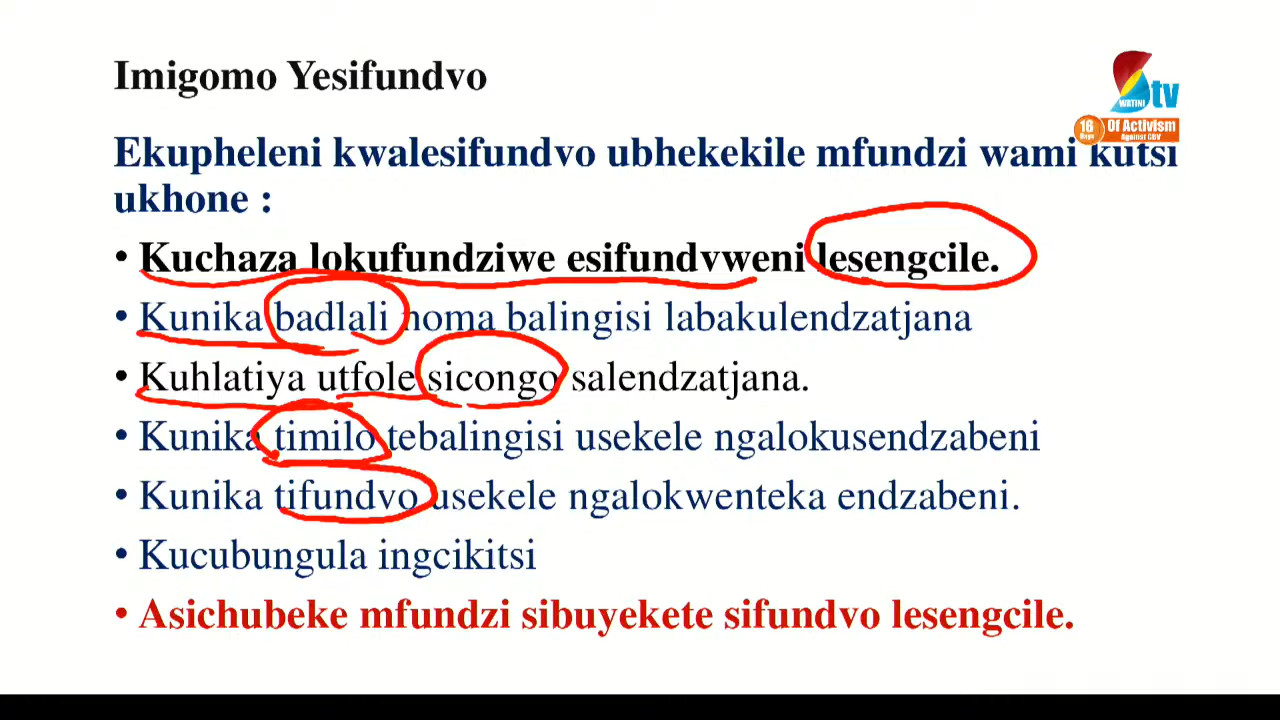 Imigomo Yesifundvo
WATINI tv
16 Days Of Activism Against GBV
Ekupheleni kwalesifundvo ubhekekile mfundzi wami kutsi
ukhone :
• Kuchaza lokufundziwe esifundvweni lesengcile.
• Kunika badlali noma balingisi labakulendzatjana
• Kuhlatiya utfole sicongo salendzatjana.
• Kunika timilo tebalingisi usekele ngalokusendzabeni
• Kunika tifundvo usekele ngalokwenteka endzabeni.
• Kucubungula ingcikitsi
• Asichubeke mfundzi sibuyekete sifundvo lesengcile.